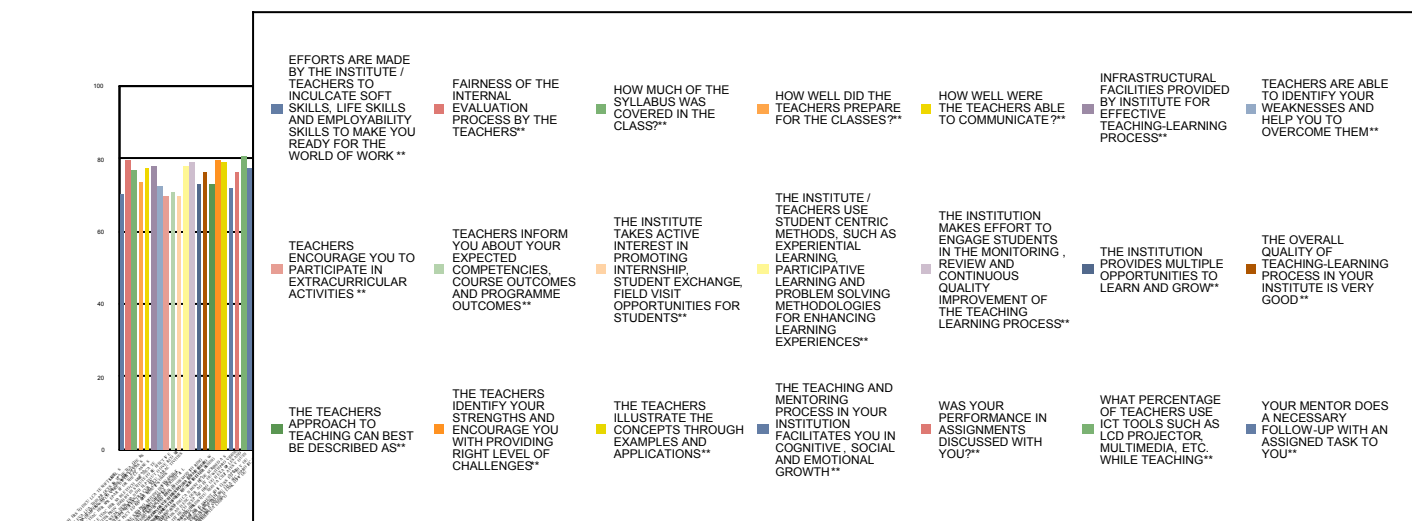 100
80
60
40
20
0
EFFORTS ARE MADE
BY THE INSTITUTE /
TEACHERS TO
INCULCATE SOFT
SKILLS, LIFE SKILLS
AND EMPLOYABILITY
SKILLS TO MAKE YOU
READY FOR THE
WORLD OF WORK **
FAIRNESS OF THE
INTERNAL
EVALUATION
PROCESS BY THE
TEACHERS**
HOW MUCH OF THE
SYLLABUS WAS
COVERED IN THE
CLASS?**
HOW WELL DID THE
TEACHERS PREPARE
FOR THE CLASSES?**
HOW WELL WERE
THE TEACHERS ABLE
TO COMMUNICATE?**
INFRASTRUCTURAL
FACILITIES PROVIDED
BY INSTITUTE FOR
EFFECTIVE
TEACHING-LEARNING
PROCESS**
TEACHERS ARE ABLE
TO IDENTIFY YOUR
WEAKNESSES AND
HELP YOU TO
OVERCOME THEM**
TEACHERS
ENCOURAGE YOU TO
PARTICIPATE IN
EXTRACURRICULAR
ACTIVITIES **
TEACHERS INFORM
YOU ABOUT YOUR
EXPECTED
COMPETENCIES,
COURSE OUTCOMES
AND PROGRAMME
OUTCOMES**
THE INSTITUTE
TAKES ACTIVE
INTEREST IN
PROMOTING
INTERNSHIP,
STUDENT EXCHANGE,
FIELD VISIT
OPPORTUNITIES FOR
STUDENTS**
THE INSTITUTE /
TEACHERS USE
STUDENT CENTRIC
METHODS, SUCH AS
EXPERIENTIAL
LEARNING,
PARTICIPATIVE
LEARNING AND
PROBLEM SOLVING
METHODOLOGIES
FOR ENHANCING
LEARNING
EXPERIENCES**
THE INSTITUTION
MAKES EFFORT TO
ENGAGE STUDENTS
IN THE MONITORING ,
REVIEW AND
CONTINUOUS
QUALITY
IMPROVEMENT OF
THE TEACHING
LEARNING PROCESS**
THE INSTITUTION
PROVIDES MULTIPLE
OPPORTUNITIES TO
LEARN AND GROW**
THE OVERALL
QUALITY OF
TEACHING-LEARNING
PROCESS IN YOUR
INSTITUTE IS VERY
GOOD**
THE TEACHERS
APPROACH TO
TEACHING CAN BEST
BE DESCRIBED AS**
THE TEACHERS
IDENTIFY YOUR
STRENGTHS AND
ENCOURAGE YOU
WITH PROVIDING
RIGHT LEVEL OF
CHALLENGES**
THE TEACHERS
ILLUSTRATE THE
CONCEPTS THROUGH
EXAMPLES AND
APPLICATIONS**
THE TEACHING AND
MENTORING
PROCESS IN YOUR
INSTITUTION
FACILITATES YOU IN
COGNITIVE , SOCIAL
AND EMOTIONAL
GROWTH**
WAS YOUR
PERFORMANCE IN
ASSIGNMENTS
DISCUSSED WITH
YOU?**
WHAT PERCENTAGE
OF TEACHERS USE
ICT TOOLS SUCH AS
LCD PROJECTOR,
MULTIMEDIA, ETC.
WHILE TEACHING**
YOUR MENTOR DOES
A NECESSARY
FOLLOW-UP WITH AN
ASSIGNED TASK TO
YOU**